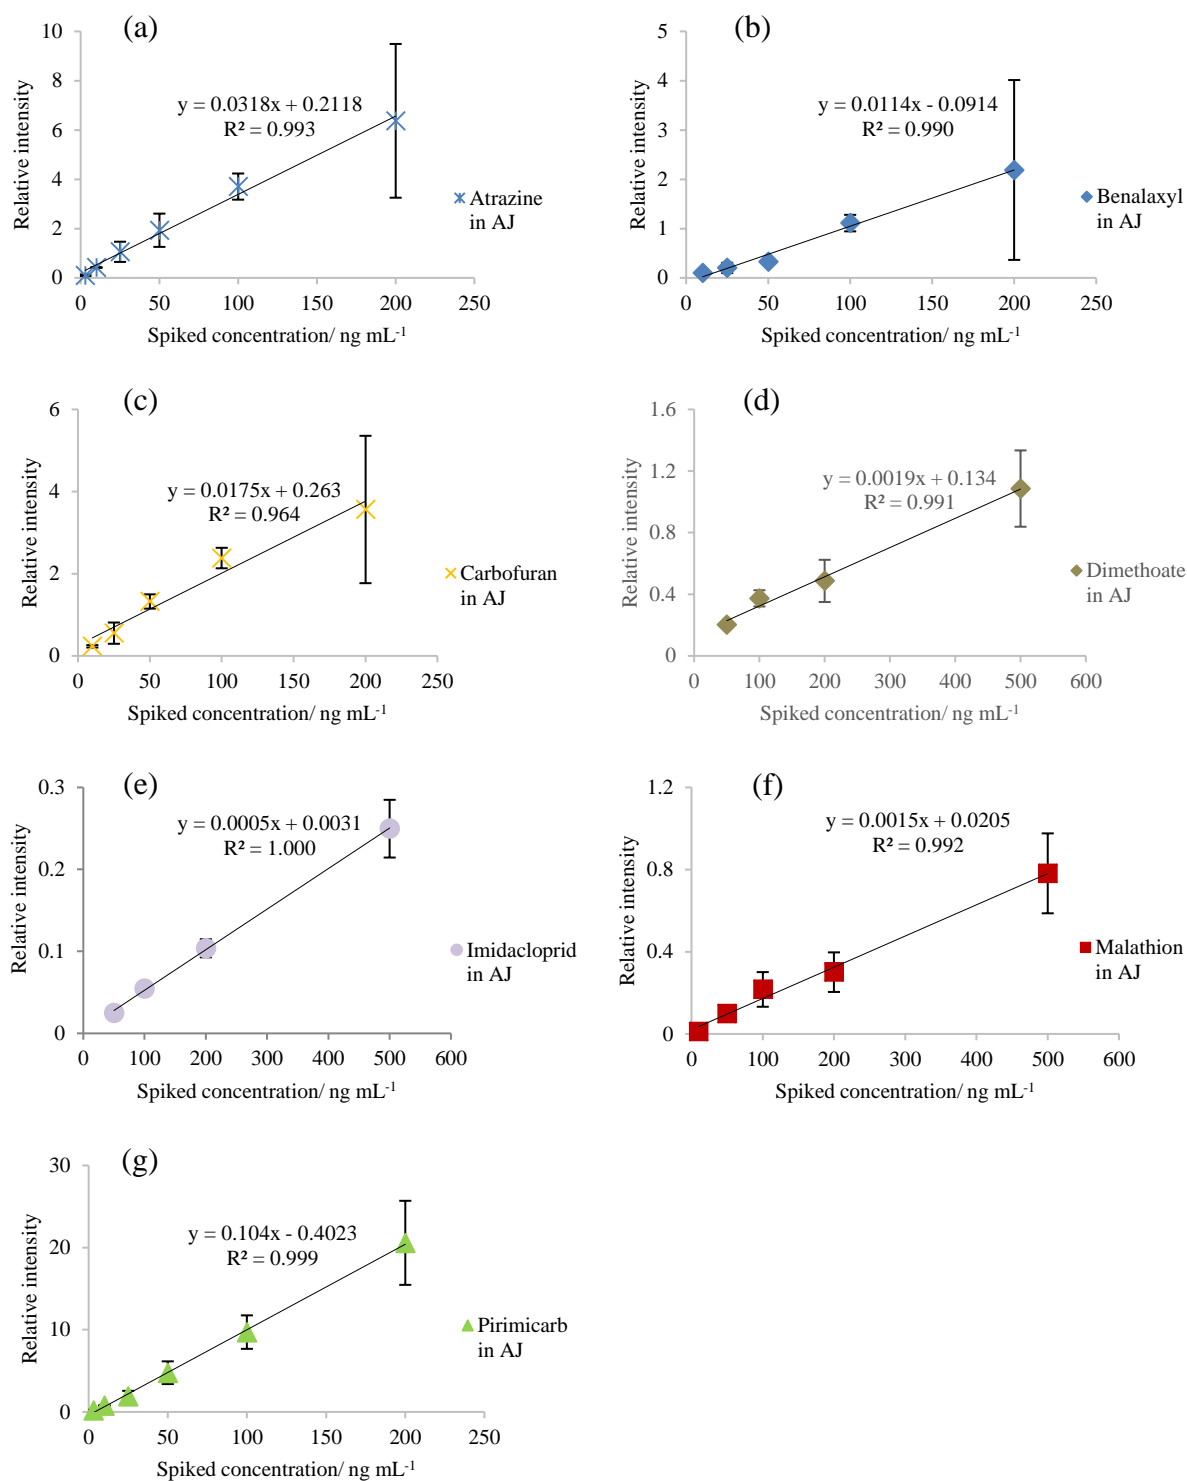 (a)
10
8
6
4
2
0
Relative intensity
y = 0.0318x + 0.2118
R² = 0.993
Atrazine
in AJ
0 50 100 150 200 250
Spiked concentration/ ng mL⁻¹
(b)
5
4
3
2
1
0
Relative intensity
y = 0.0114x - 0.0914
R² = 0.990
Benalaxyl
in AJ
0 50 100 150 200 250
Spiked concentration/ ng mL⁻¹
(c)
6
4
2
0
Relative intensity
y = 0.0175x + 0.263
R² = 0.964
Carbofuran
in AJ
0 50 100 150 200 250
Spiked concentration/ ng mL⁻¹
(d)
1.6
1.2
0.8
0.4
0
Relative intensity
y = 0.0019x + 0.134
R² = 0.991
Dimethoate
in AJ
0 100 200 300 400 500 600
Spiked concentration/ ng mL⁻¹
(e)
0.3
0.2
0.1
0
Relative intensity
y = 0.0005x + 0.0031
R² = 1.000
Imidacloprid
in AJ
0 100 200 300 400 500 600
Spiked concentration/ ng mL⁻¹
(f)
1.2
0.8
0.4
0
Relative intensity
y = 0.0015x + 0.0205
R² = 0.992
Malathion
in AJ
0 100 200 300 400 500 600
Spiked concentration/ ng mL⁻¹
(g)
30
20
10
0
Relative intensity
y = 0.104x - 0.4023
R² = 0.999
Pirimicarb
in AJ
0 50 100 150 200 250
Spiked concentration/ ng mL⁻¹